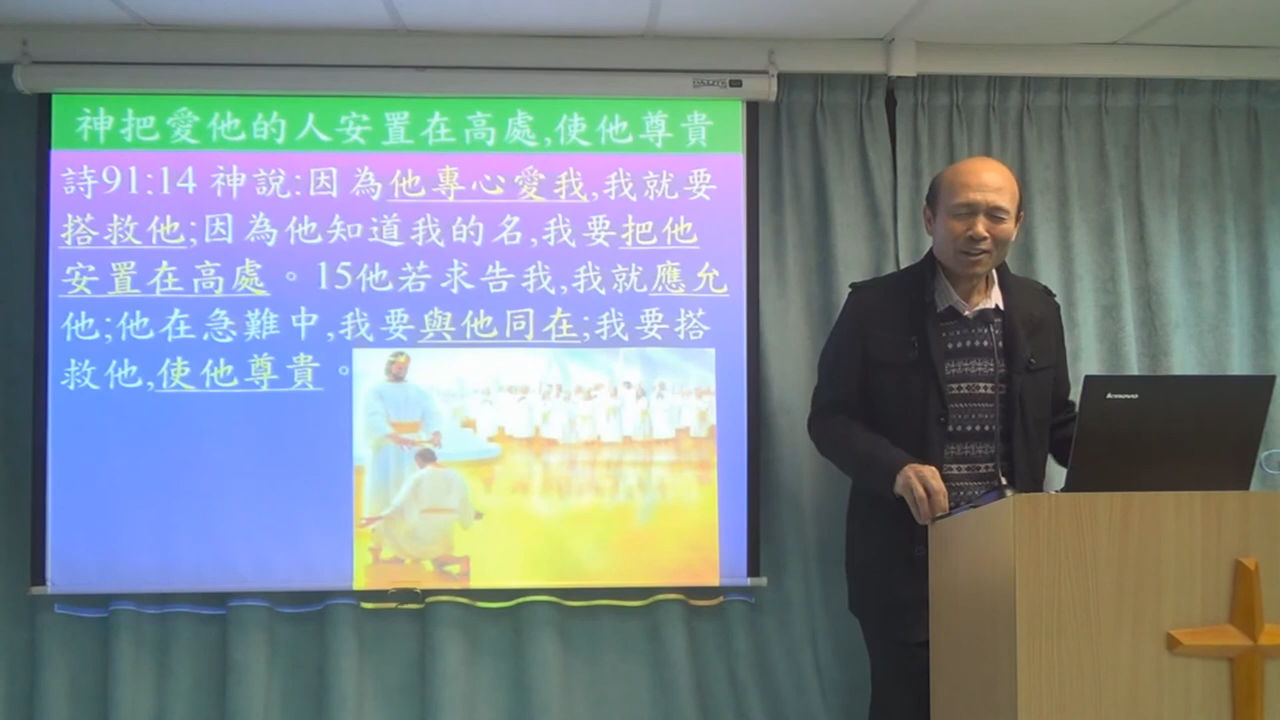 神把愛他的人安置在高處,使他尊貴
詩91:14 神說:因為他專心愛我,我就要
搭救他;因為他知道我的名,我要把他
安置在高處。15他若求告我,我就應允
他;他在急難中,我要與他同在;我要搭
救他,使他尊貴。
DA-LITE
lenovo